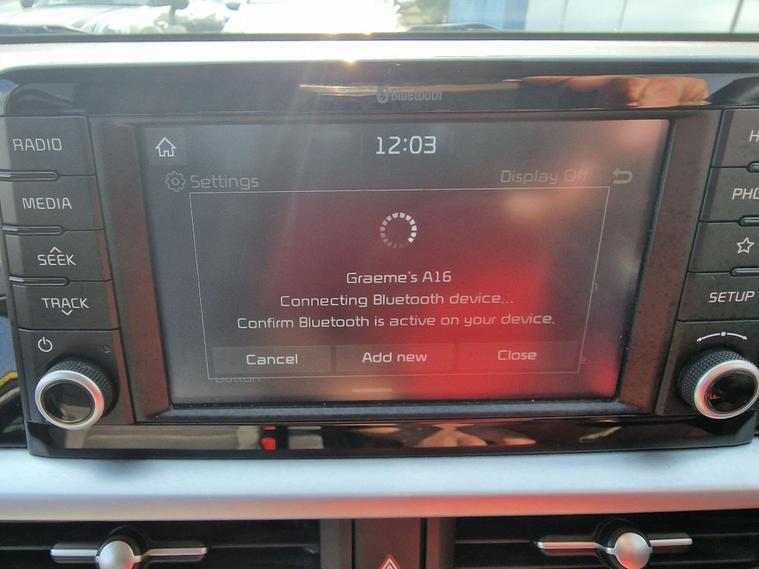 Bluetooth
RADIO
MEDIA
SEEK
TRACK
12:03
Settings
Display Off
Graeme's A16
Connecting Bluetooth device...
Confirm Bluetooth is active on your device.
Cancel
Add new
Close
Button
H
PHO
SETUP